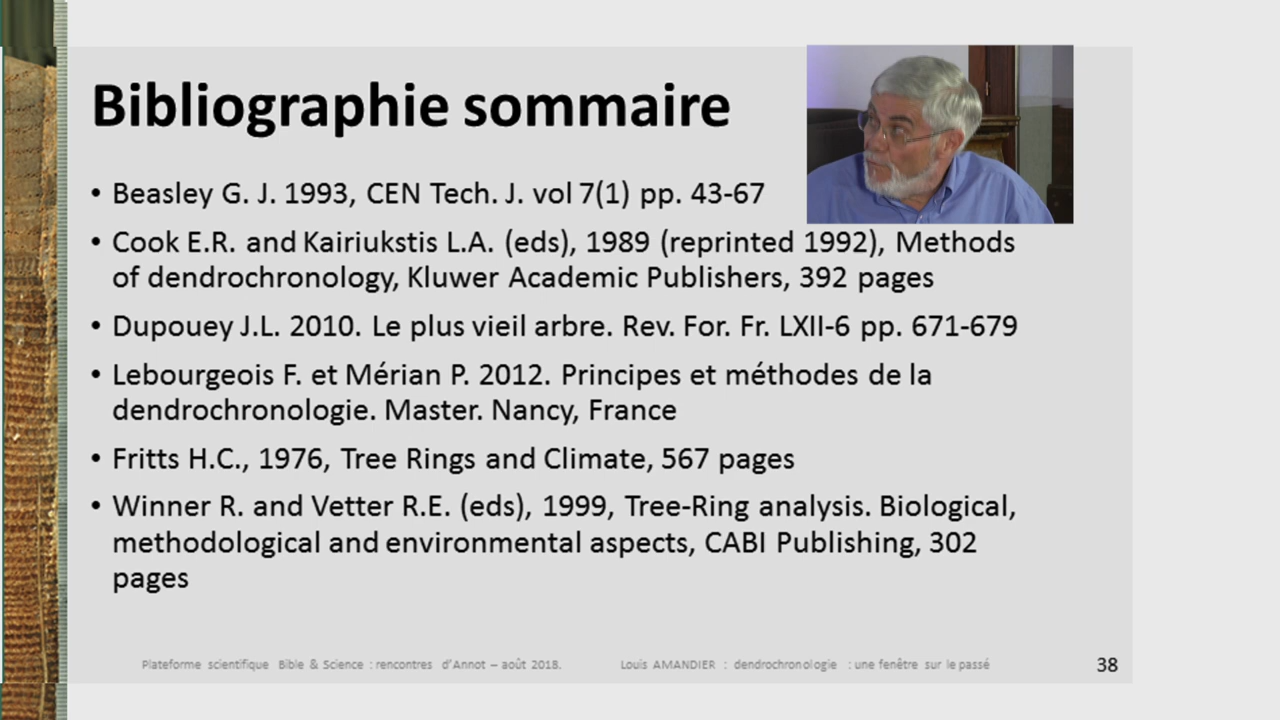 Bibliographie sommaire
• Beasley G. J. 1993, CEN Tech. J. vol 7(1) pp. 43-67
• Cook E.R. and Kairiukstis L.A. (eds), 1989 (reprinted 1992), Methods
of dendrochronology, Kluwer Academic Publishers, 392 pages
• Dupouey J.L. 2010. Le plus vieil arbre. Rev. For. Fr. LXII-6 pp. 671-679
• Lebourgeois F. et Mérian P. 2012. Principes et méthodes de la
dendrochronologie. Master. Nancy, France
• Fritts H.C., 1976, Tree Rings and Climate, 567 pages
• Winner R. and Vetter R.E. (eds), 1999, Tree-Ring analysis. Biological,
methodological and environmental aspects, CABI Publishing, 302
pages
Plateforme scientifique Bible & Science : rencontres d'Annot – août 2018. Louis AMANDIER : dendrochronologie : une fenêtre sur le passé 38